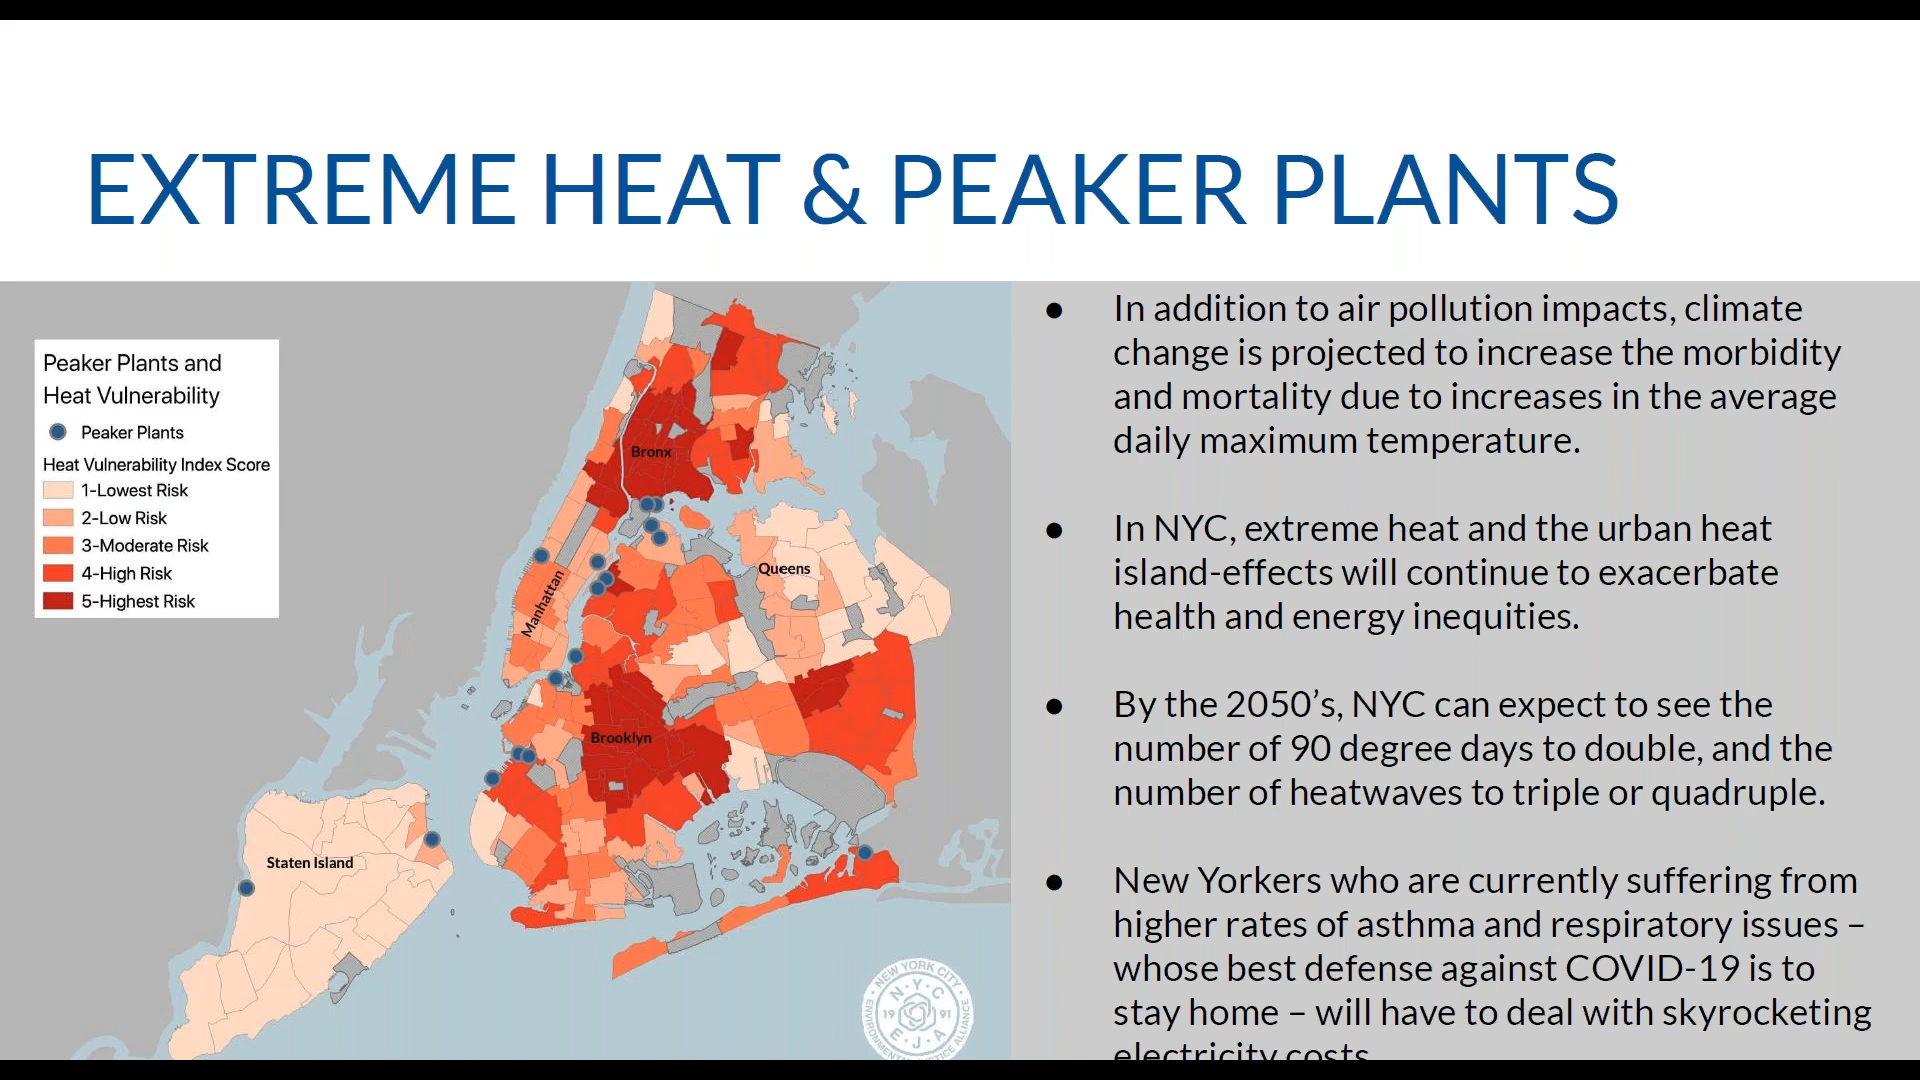 EXTREME HEAT & PEAKER PLANTS
Peaker Plants and
Heat Vulnerability
Peaker Plants
Heat Vulnerability Index Score
1-Lowest Risk
2-Low Risk
3-Moderate Risk
4-High Risk
5-Highest Risk
Bronx
Manhattan
Queens
Brooklyn
Staten Island
NEW YORK CITY
ENVIRONMENTAL JUSTICE ALLIANCE
N·Y·C
19 91
E·J·A
● In addition to air pollution impacts, climate
change is projected to increase the morbidity
and mortality due to increases in the average
daily maximum temperature.
● In NYC, extreme heat and the urban heat
island-effects will continue to exacerbate
health and energy inequities.
● By the 2050’s, NYC can expect to see the
number of 90 degree days to double, and the
number of heatwaves to triple or quadruple.
● New Yorkers who are currently suffering from
higher rates of asthma and respiratory issues –
whose best defense against COVID-19 is to
stay home – will have to deal with skyrocketing
electricity costs